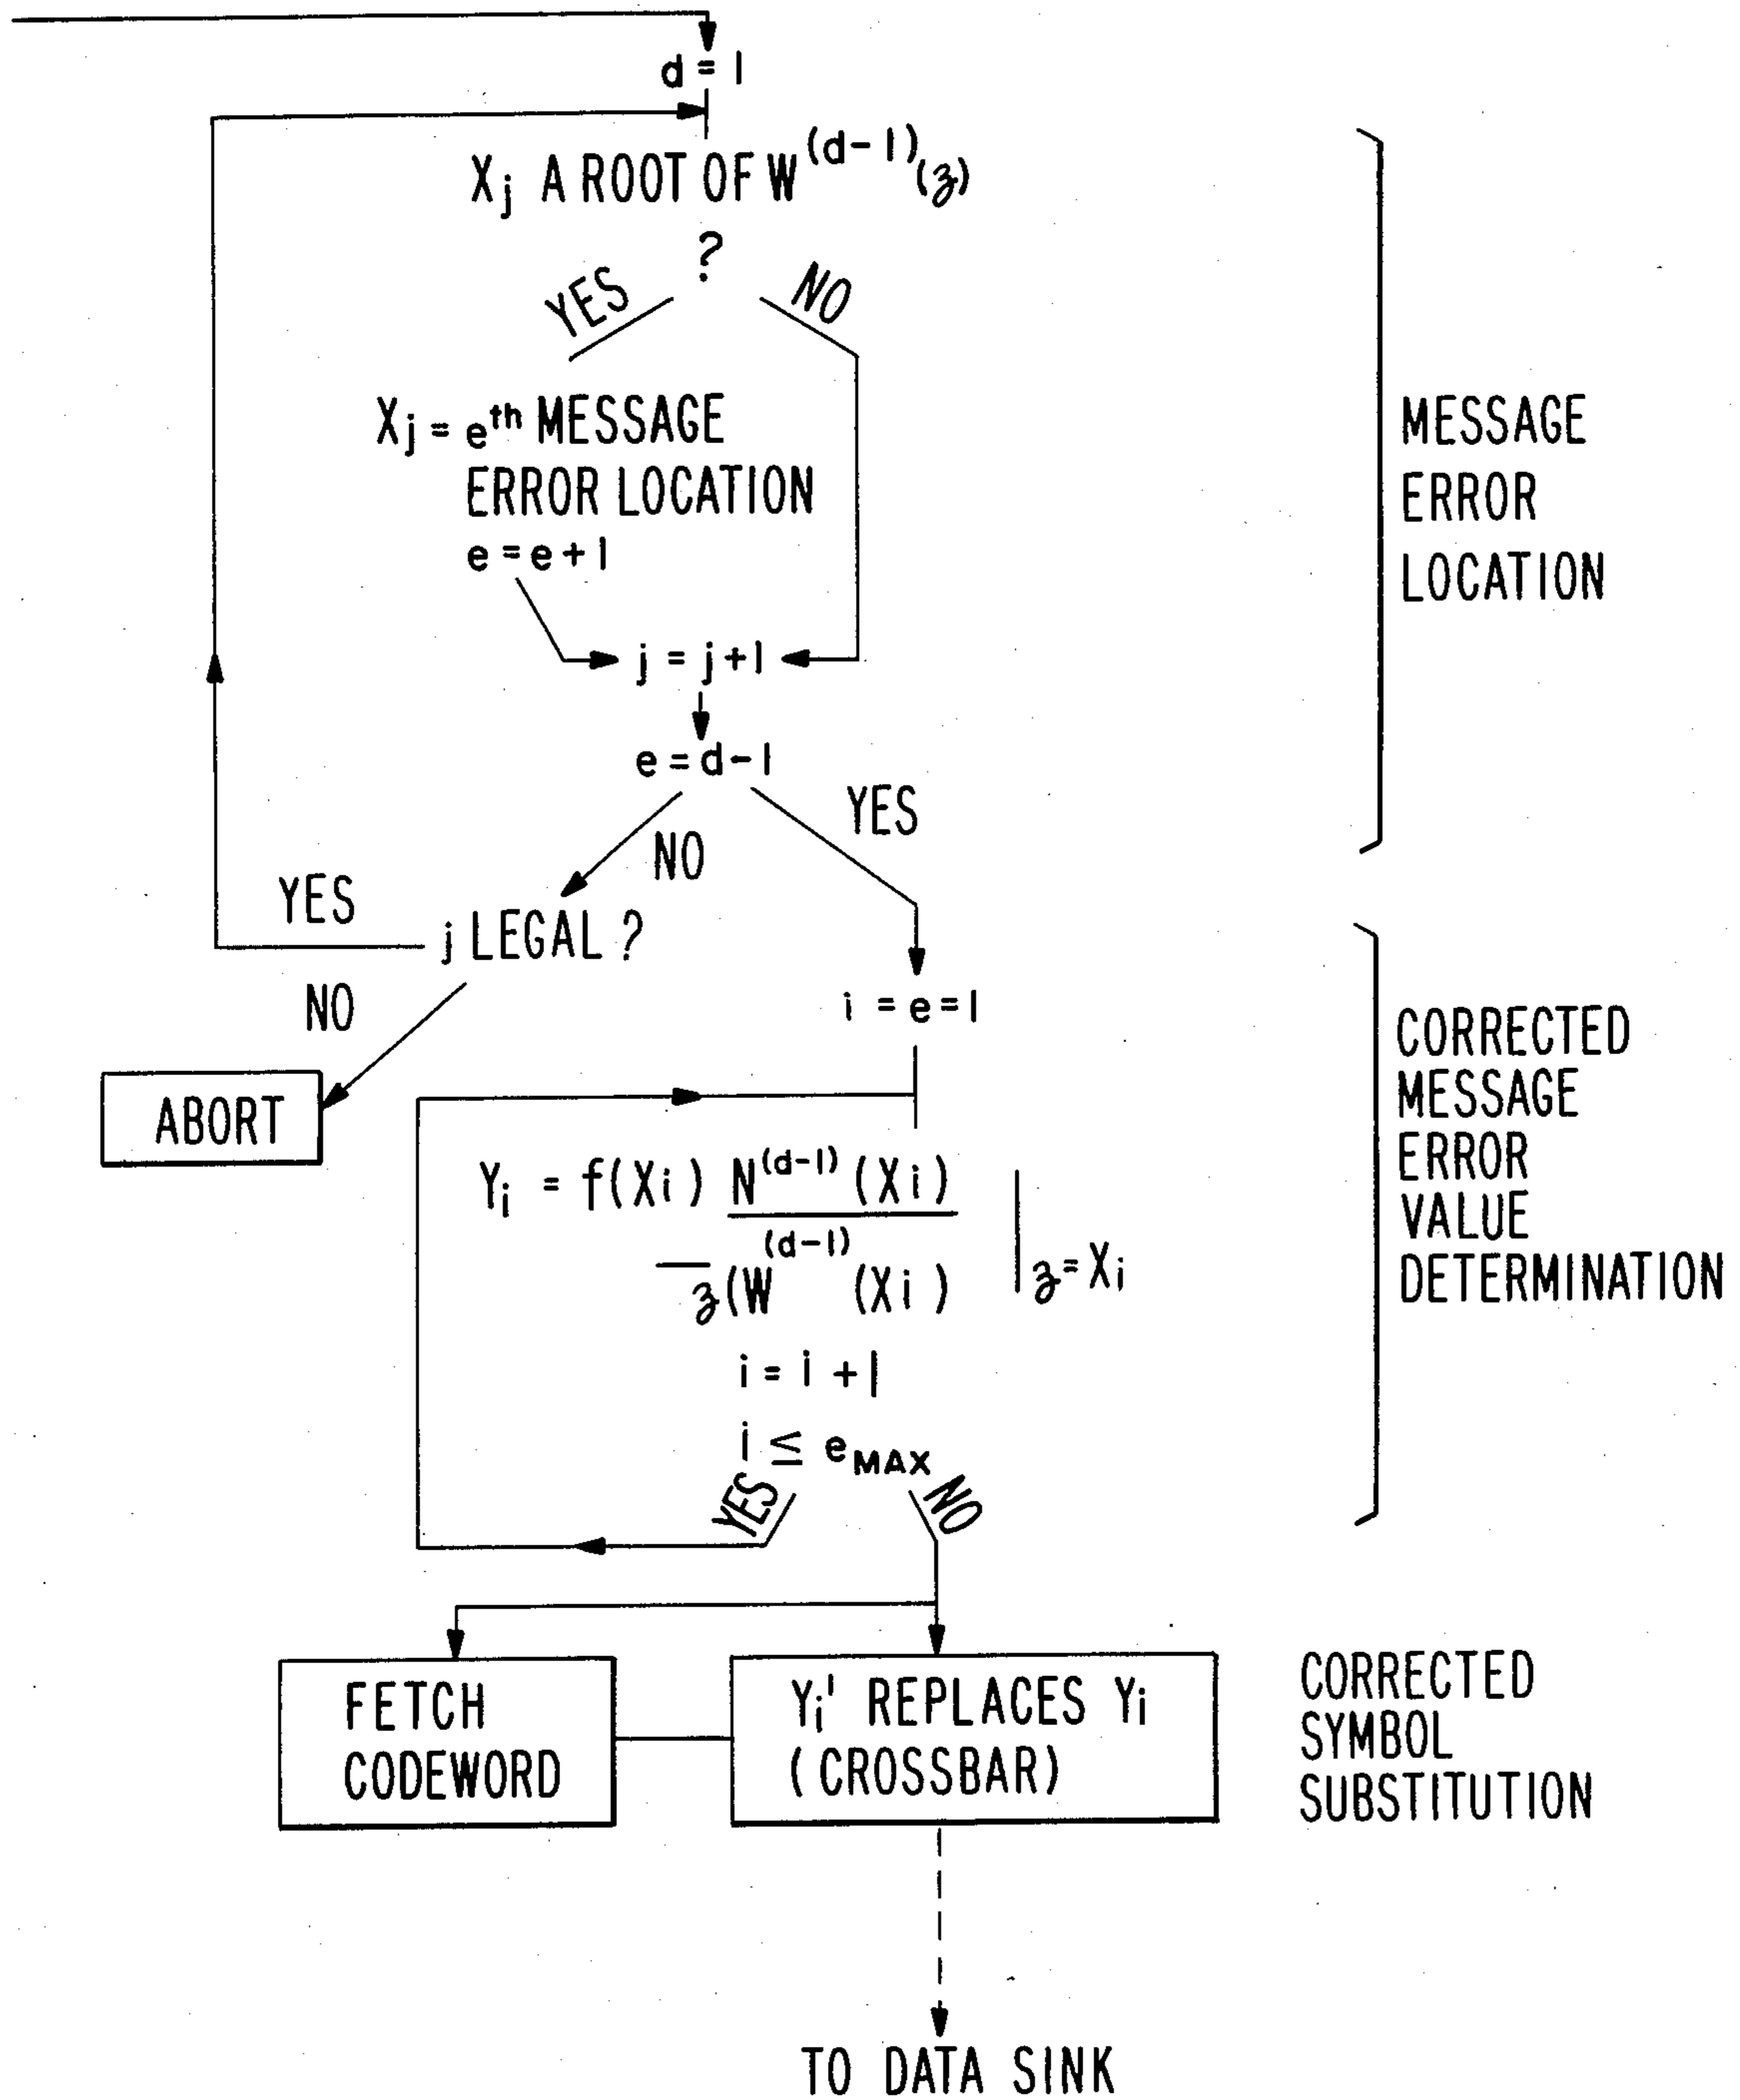 d = 1
Xj A ROOT OF W(d-1)(z)
?
YES
NO
Xj = eth MESSAGE
ERROR LOCATION
e = e + 1
j = j + 1
e = d - 1
YES
NO
YES
j LEGAL ?
NO
i = e = 1
ABORT
Yi = f(Xi) N(d-1)(Xi)
(d-1)
z(W (Xi)
z = Xi
i = i + 1
i ≤ eMAX
YES
NO
FETCH
CODEWORD
Yi' REPLACES Yi
(CROSSBAR)
TO DATA SINK
MESSAGE
ERROR
LOCATION
CORRECTED
MESSAGE
ERROR
VALUE
DETERMINATION
CORRECTED
SYMBOL
SUBSTITUTION